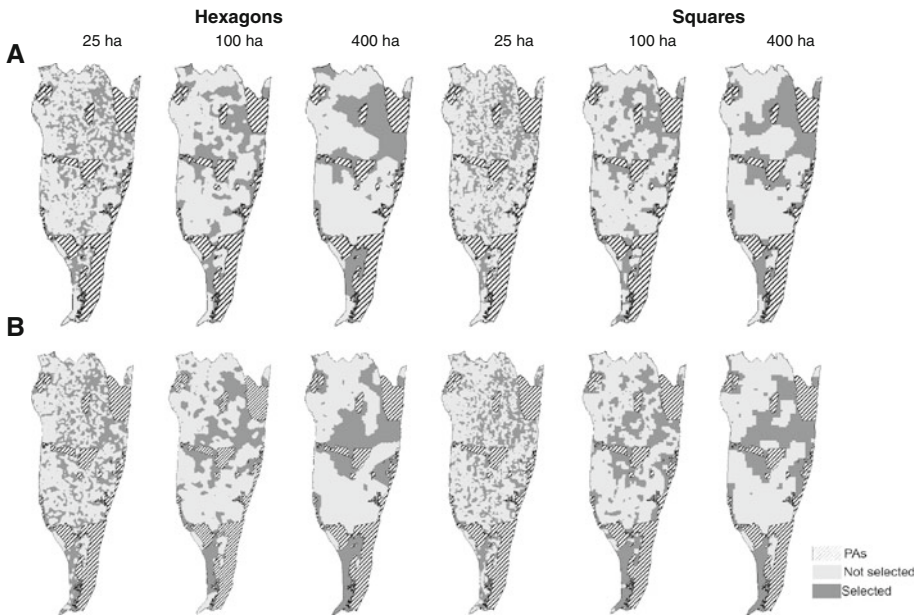 Hexagons Squares
25 ha 100 ha 400 ha 25 ha 100 ha 400 ha
A
B
PAs
Not selected
Selected